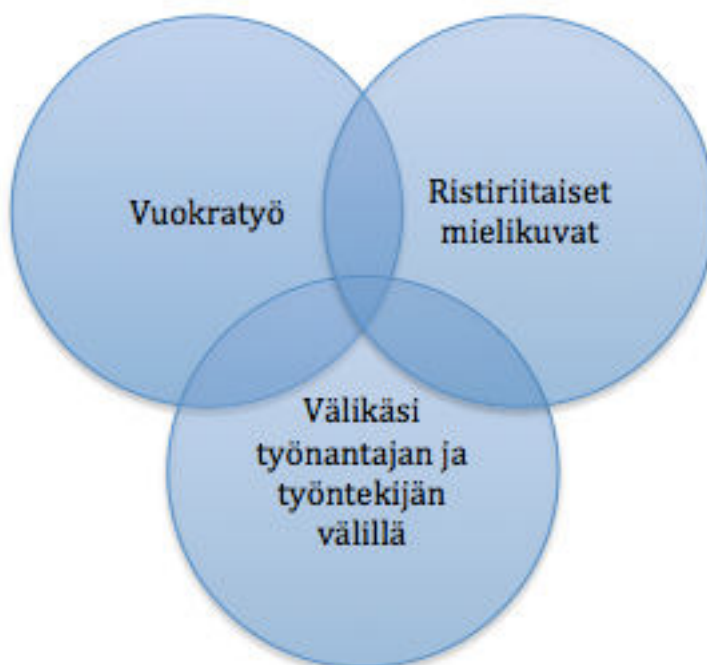 Vuokratyö
Ristiriitaiset
mielikuvat
Välikäsi
työnantajan ja
työntekijän
välillä